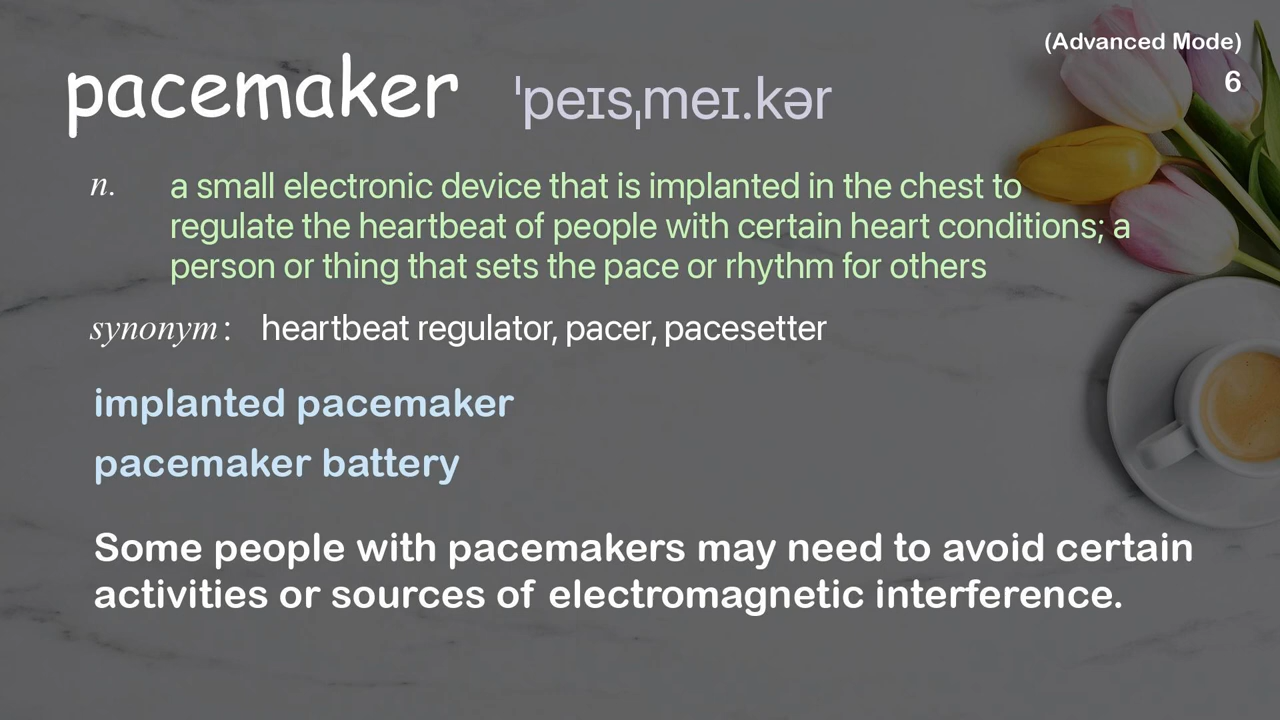 (Advanced Mode)
6
pacemaker ˈpeɪsˌmeɪ.kər
n. a small electronic device that is implanted in the chest to
regulate the heartbeat of people with certain heart conditions; a
person or thing that sets the pace or rhythm for others
synonym: heartbeat regulator, pacer, pacesetter
implanted pacemaker
pacemaker battery
Some people with pacemakers may need to avoid certain
activities or sources of electromagnetic interference.